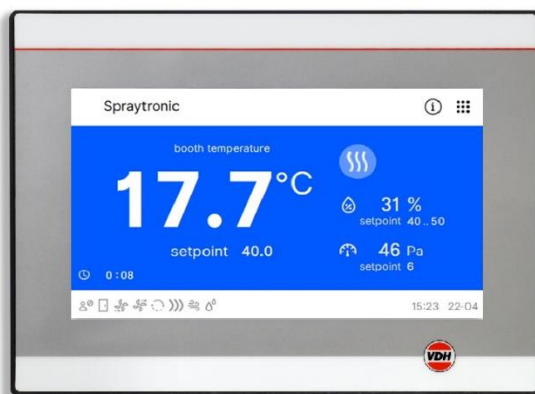 Spraytronic
booth temperature
17.7°C
setpoint 40.0
0:08
31 %
setpoint 40..50
46 Pa
setpoint 6
15:23 22-04
VDH